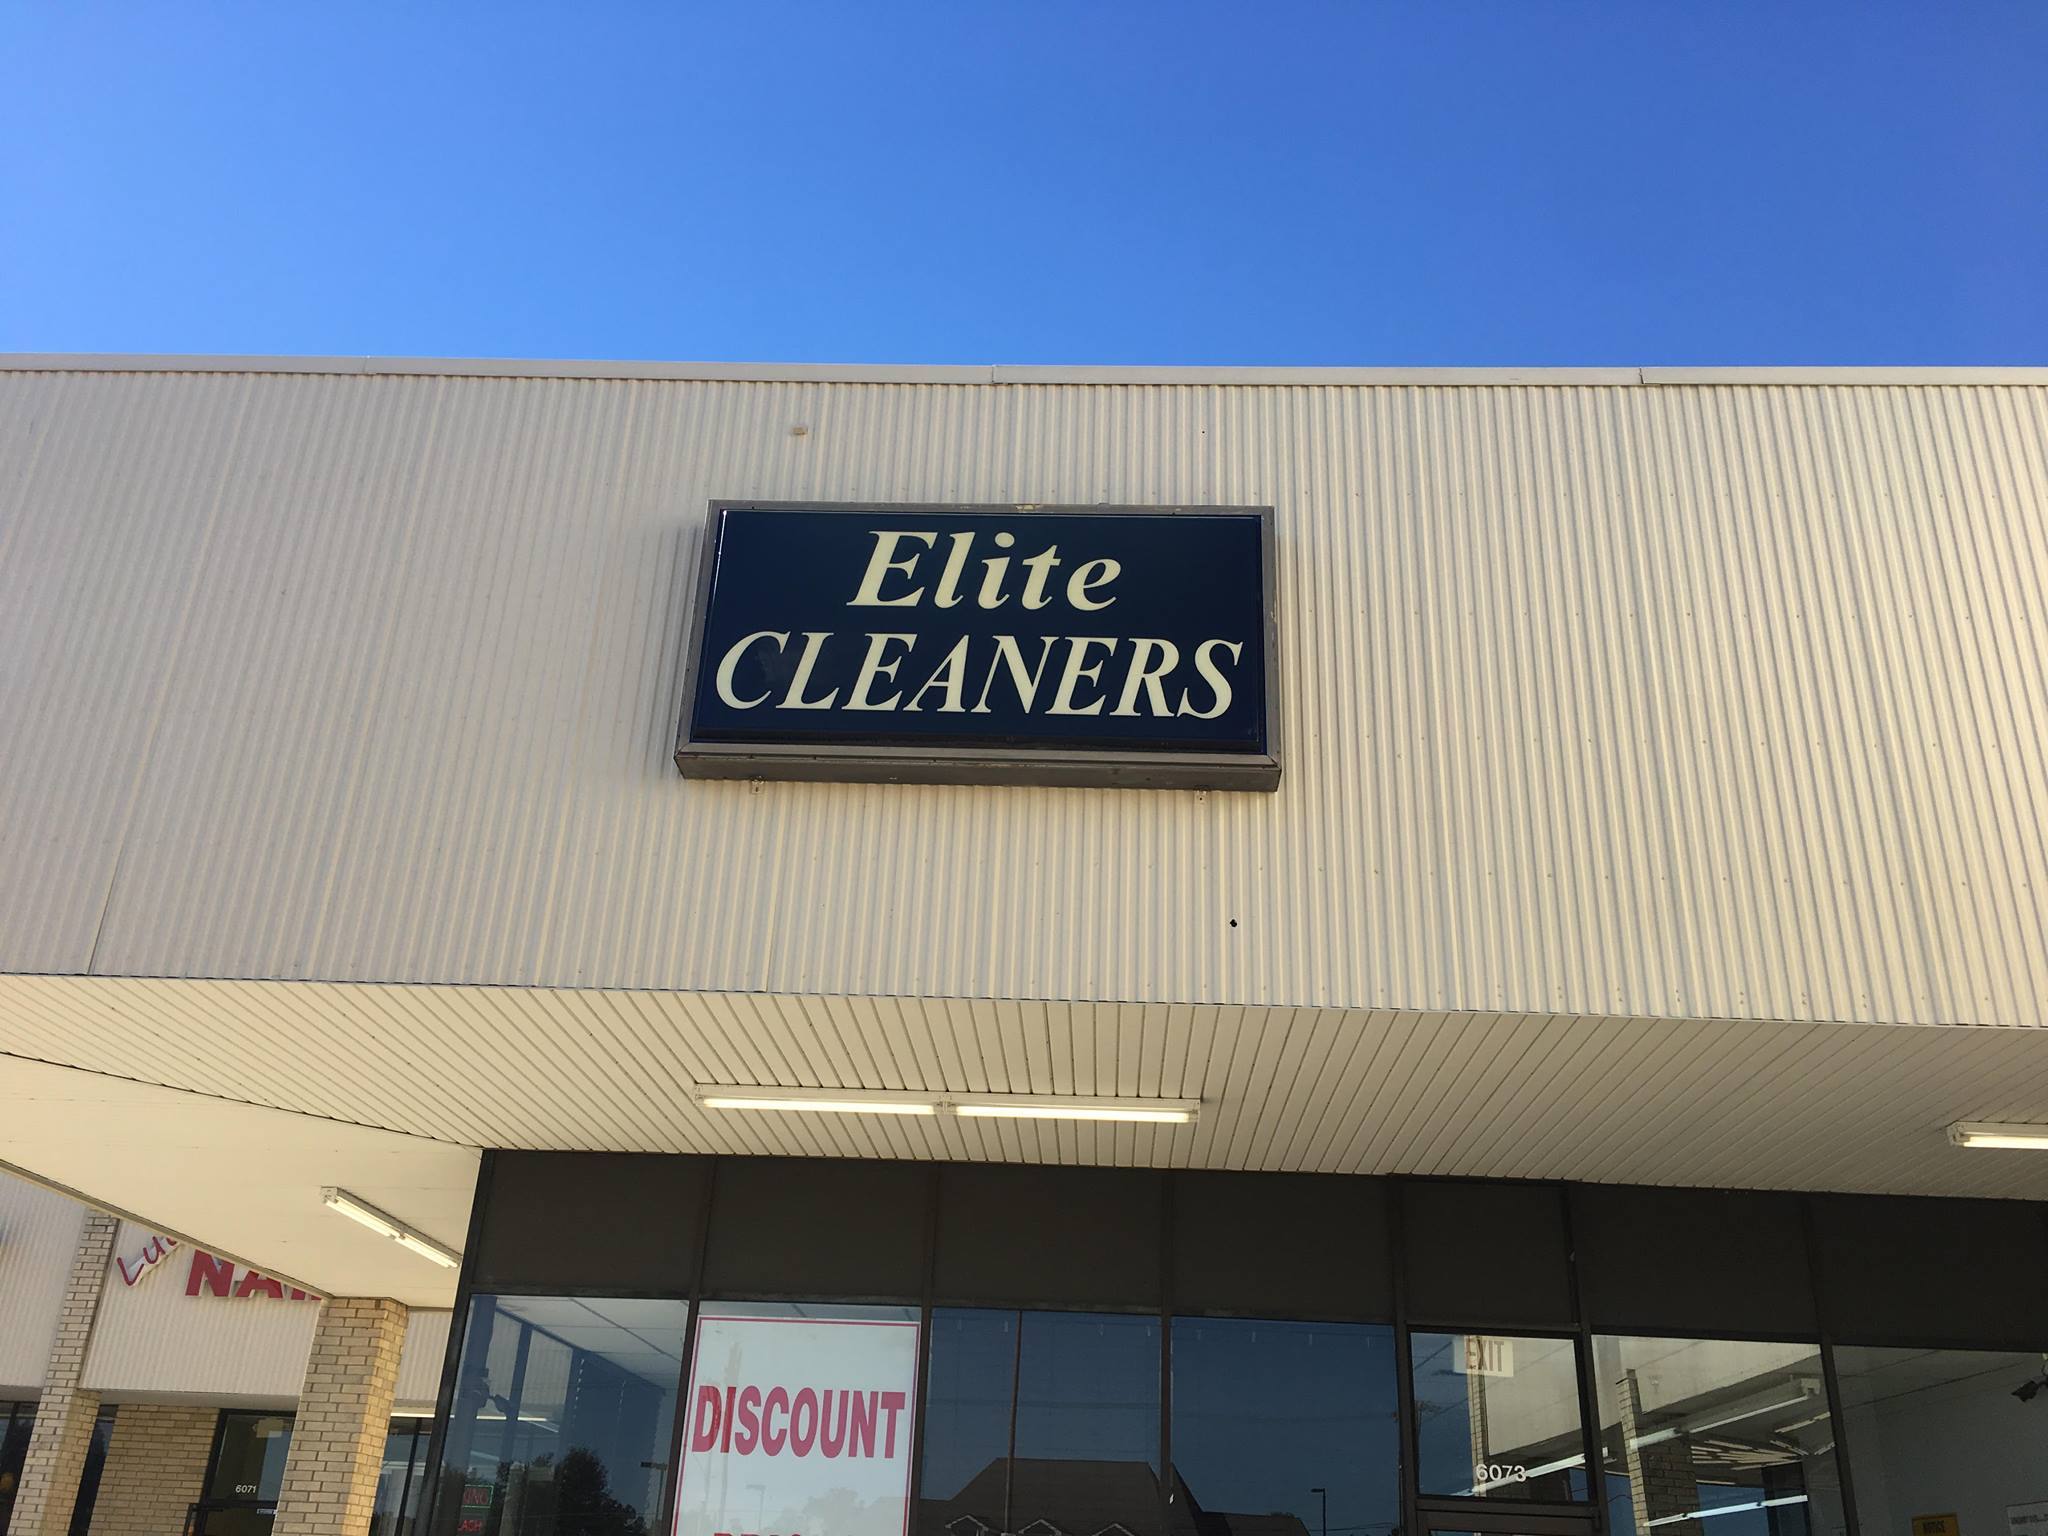 Elite
CLEANERS
DISCOUNT
EXIT
6073
6071